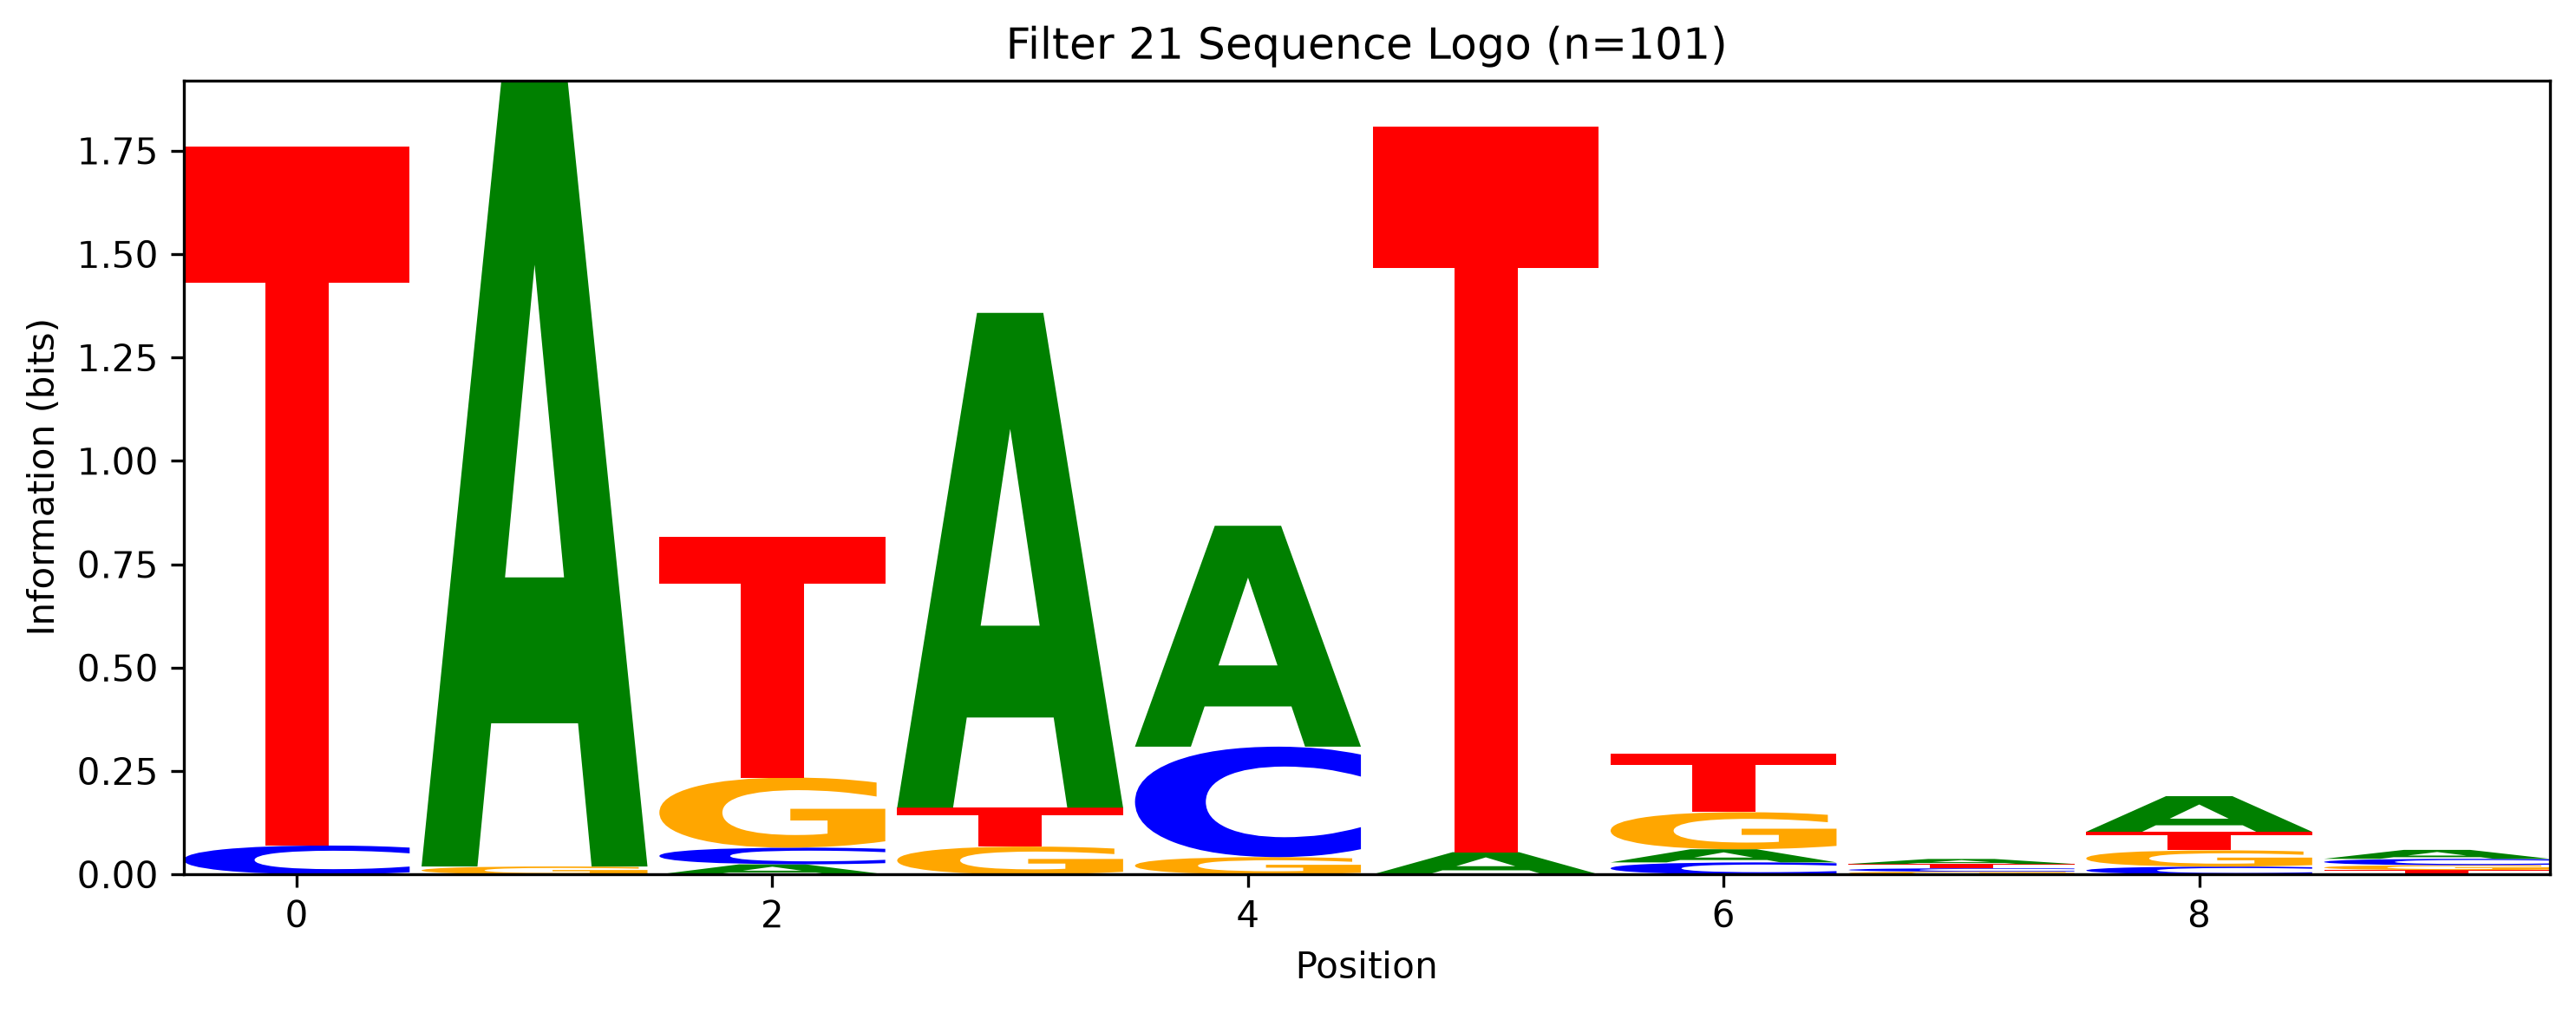 Filter 21 Sequence Logo (n=101)
Information (bits)
1.75
1.50
1.25
1.00
0.75
0.50
0.25
0.00
T A T A A T T A A A
C G G T C A G T T C
C G G A C G G
A C G C T
0 2 4 6 8
Position